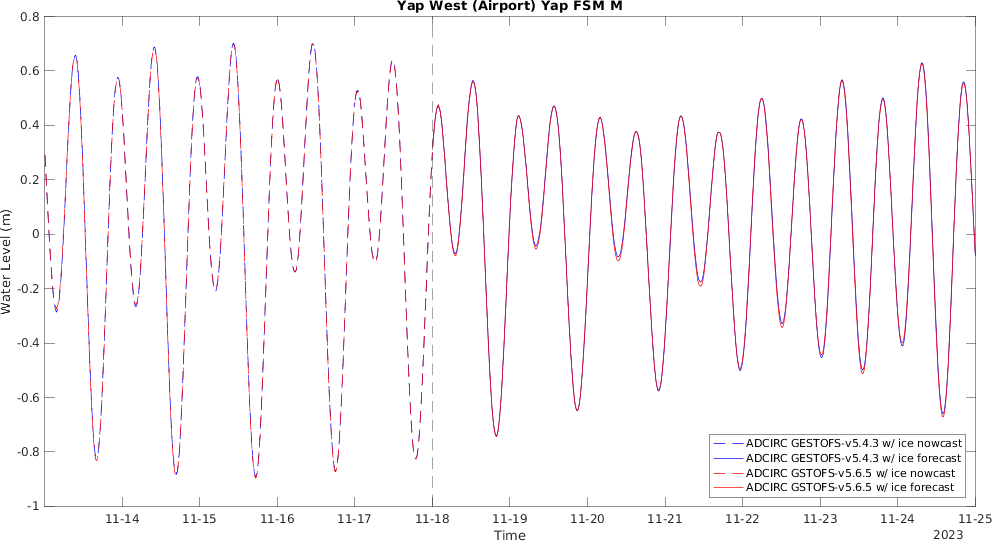 Yap West (Airport) Yap FSM M
0.8
0.6
0.4
0.2
0
-0.2
-0.4
-0.6
-0.8
-1
Water Level (m)
ADCIRC GESTOFS-v5.4.3 w/ ice nowcast
ADCIRC GESTOFS-v5.4.3 w/ ice forecast
ADCIRC GSTOFS-v5.6.5 w/ ice nowcast
ADCIRC GSTOFS-v5.6.5 w/ ice forecast
11-14 11-15 11-16 11-17 11-18 11-19 11-20 11-21 11-22 11-23 11-24 11-25
Time
2023